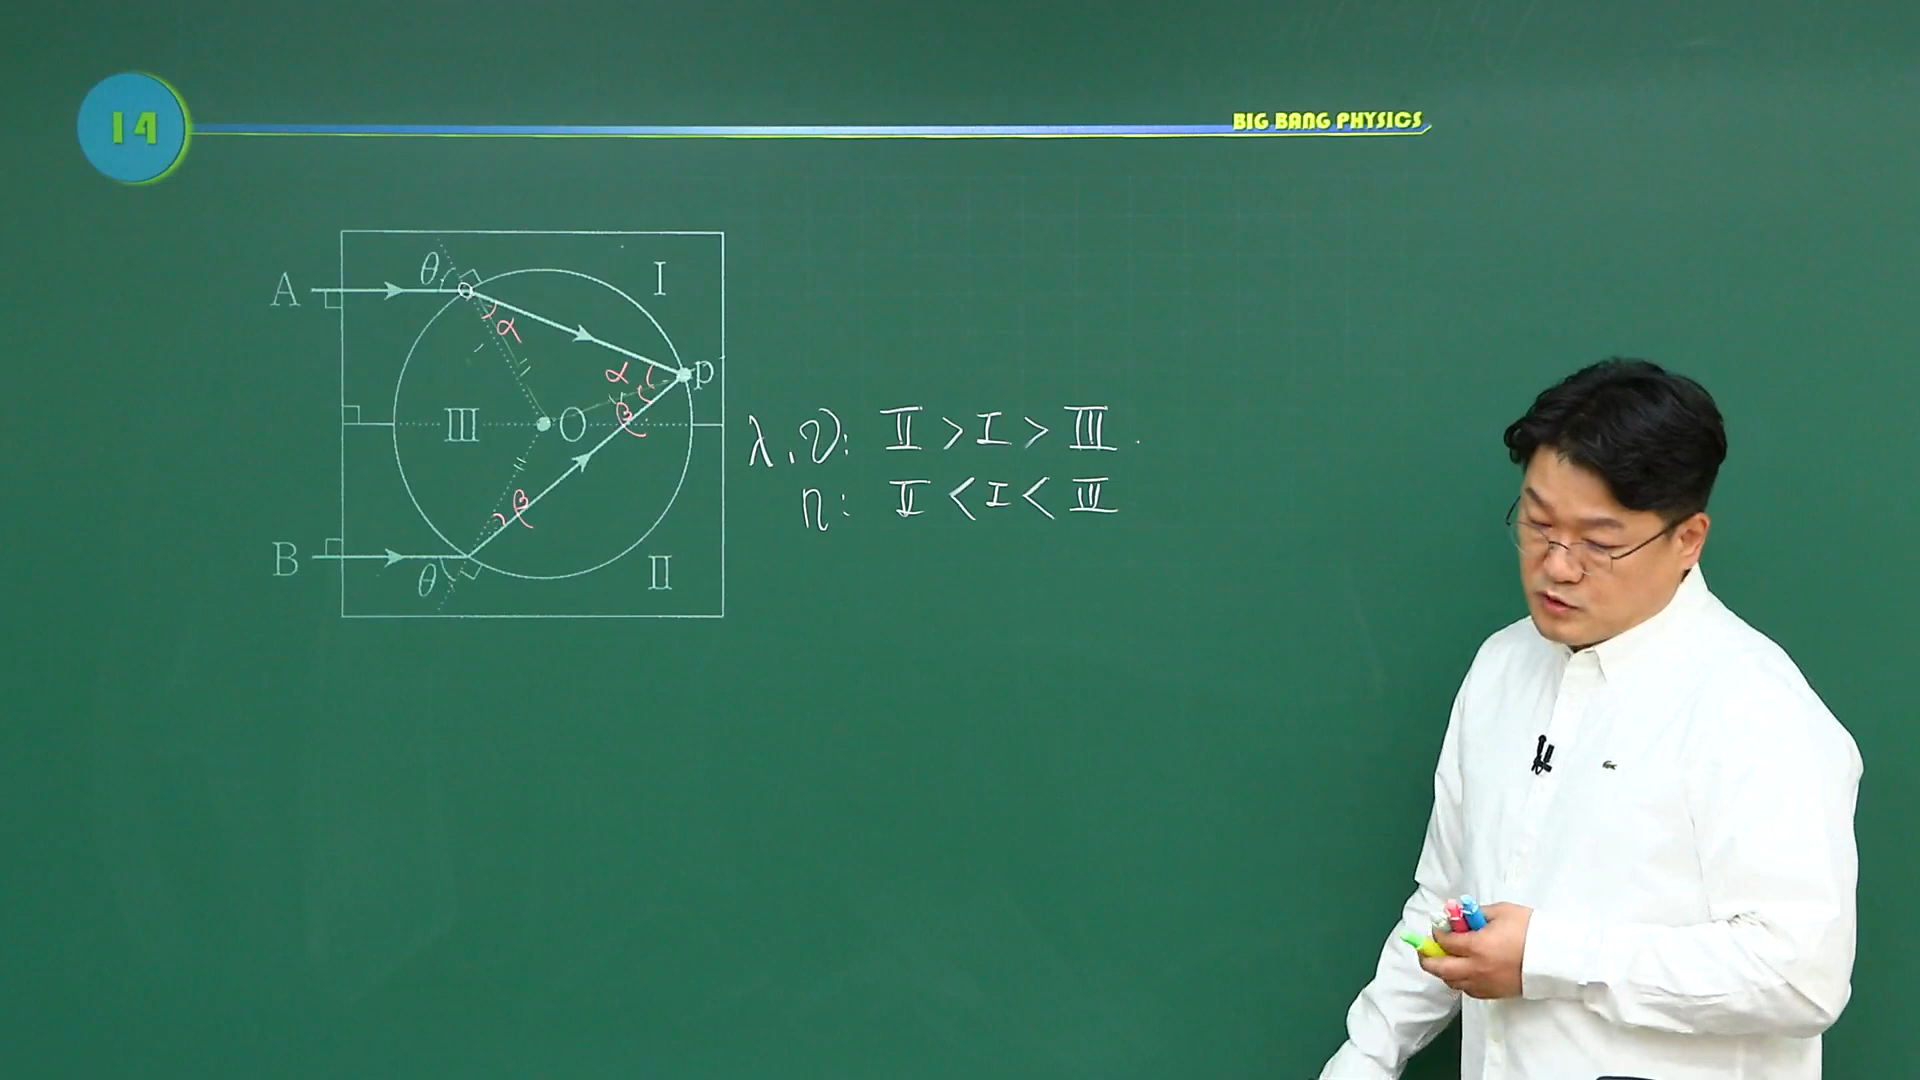 14
BIG BANG PHYSICS
θ
I
A
α
α
P
β
III
O
λ, v: II > I > III.
n: II < I < III
β
B
θ
II